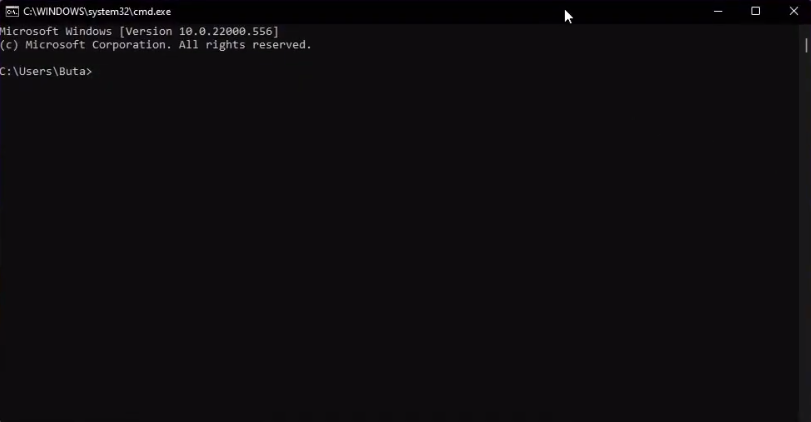 C:\WINDOWS\system32\cmd.exe
Microsoft Windows [Version 10.0.22000.556]
(c) Microsoft Corporation. All rights reserved.
C:\Users\Buta>